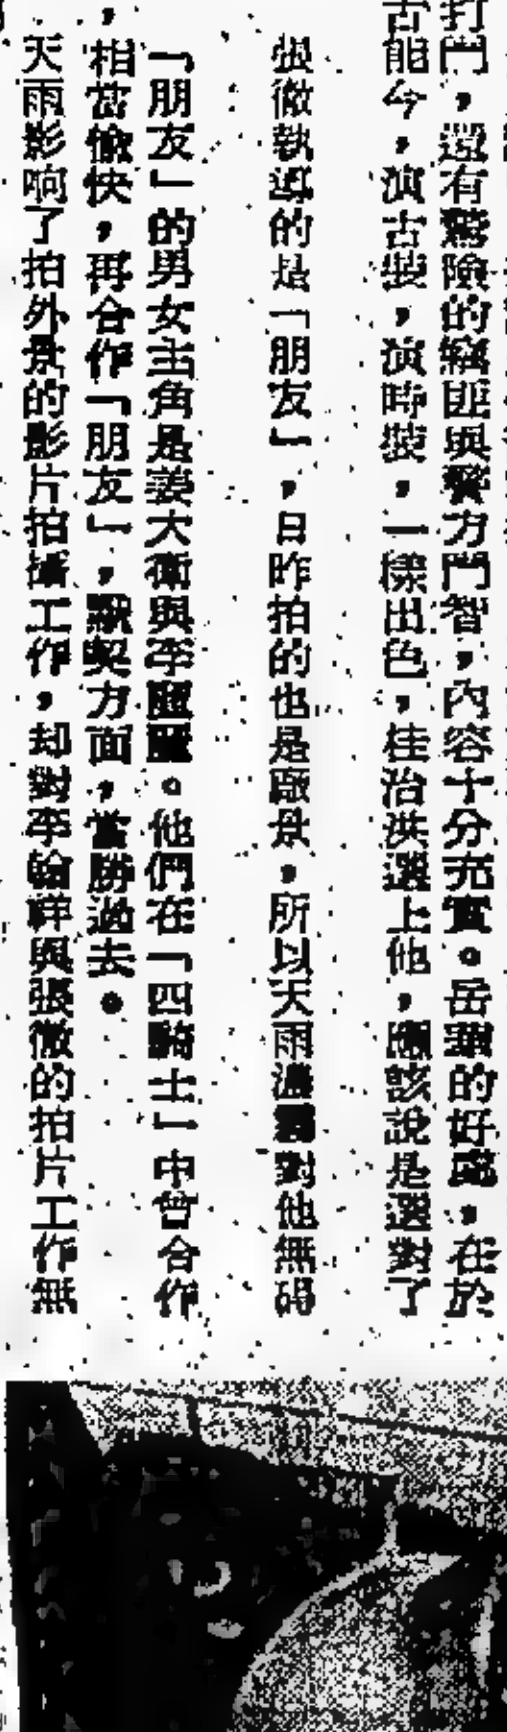 打鬥，還有驚險的竊匪與警方鬥智，內容十分充實。岳華的好處，在於
古能今，演古裝，演時裝，一樣出色，桂治洪選上他，應該說是選對了
張徹執導的是「朋友」，日昨拍的也是廠景，所以天雨濃霧對他無碍
「朋友」的男女主角是姜大衞與李麗麗。他們在「四騎士」中曾合作
，相當愉快，再合作「朋友」，默契方面，當勝過去。
天雨影响了拍外景的影片拍攝工作，却對李翰祥與張徹的拍片工作無